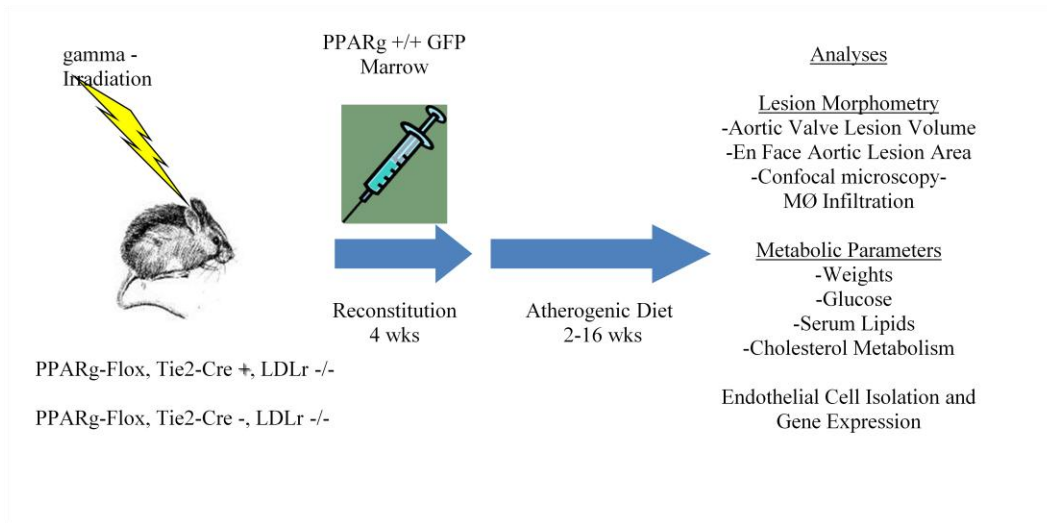 gamma -
Irradiation
PPARg +/+ GFP
Marrow
Reconstitution
4 wks
Atherogenic Diet
2-16 wks
PPARg-Flox, Tie2-Cre +, LDLr -/-
PPARg-Flox, Tie2-Cre -, LDLr -/-
Analyses
Lesion Morphometry
-Aortic Valve Lesion Volume
-En Face Aortic Lesion Area
-Confocal microscopy-
MØ Infiltration
Metabolic Parameters
-Weights
-Glucose
-Serum Lipids
-Cholesterol Metabolism
Endothelial Cell Isolation and
Gene Expression